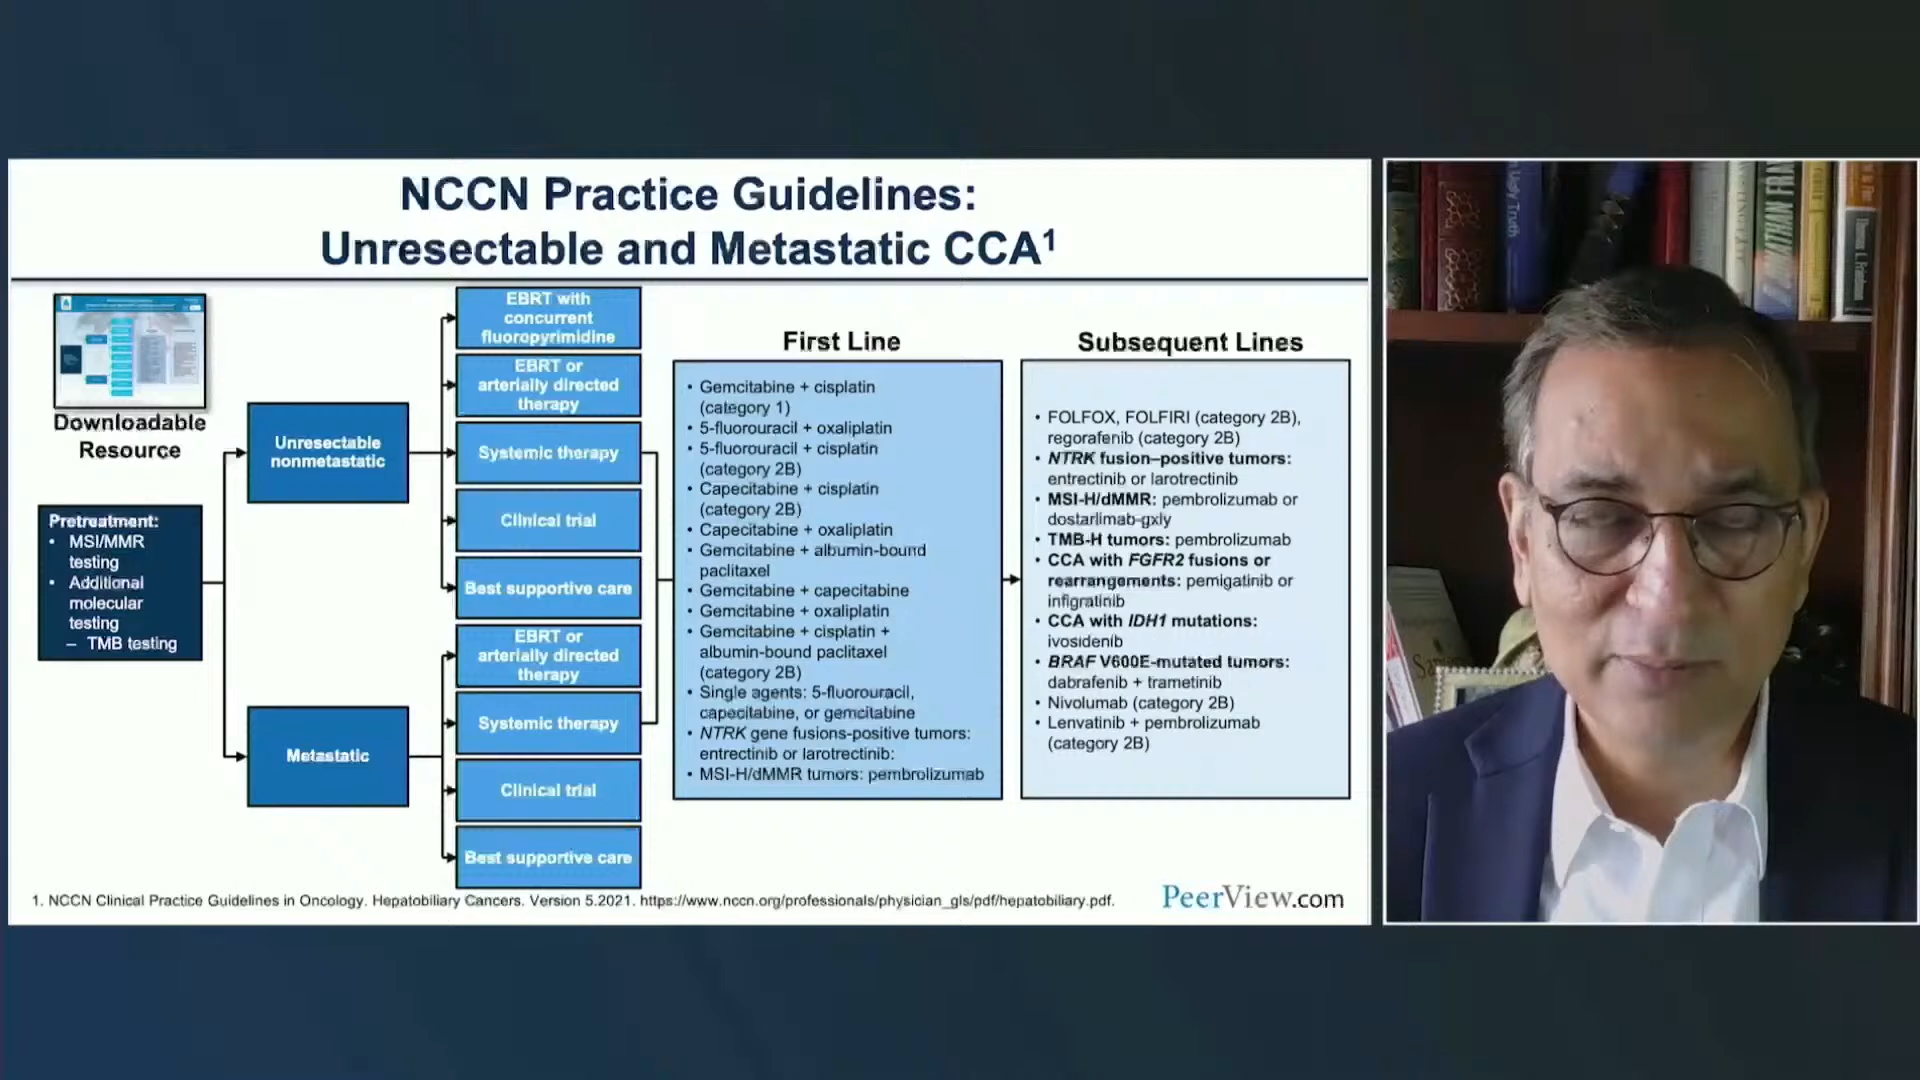 NCCN Practice Guidelines:
Unresectable and Metastatic CCA1
Downloadable
Resource
Pretreatment:
• MSI/MMR
testing
• Additional
molecular
testing
– TMB testing
Unresectable
nonmetastatic
Metastatic
EBRT with
concurrent
fluoropyrimidine
EBRT or
arterially directed
therapy
Systemic therapy
Clinical trial
Best supportive care
EBRT or
arterially directed
therapy
Systemic therapy
Clinical trial
Best supportive care
First Line
• Gemcitabine + cisplatin
(category 1)
• 5-fluorouracil + oxaliplatin
• 5-fluorouracil + cisplatin
(category 2B)
• Capecitabine + cisplatin
(category 2B)
• Capecitabine + oxaliplatin
• Gemcitabine + albumin-bound
paclitaxel
• Gemcitabine + capecitabine
• Gemcitabine + oxaliplatin
• Gemcitabine + cisplatin +
albumin-bound paclitaxel
(category 2B)
• Single agents: 5-fluorouracil,
capecitabine, or gemcitabine
• NTRK gene fusions-positive tumors:
entrectinib or larotrectinib:
• MSI-H/dMMR tumors: pembrolizumab
Subsequent Lines
• FOLFOX, FOLFIRI (category 2B),
regorafenib (category 2B)
• NTRK fusion–positive tumors:
entrectinib or larotrectinib
• MSI-H/dMMR: pembrolizumab or
dostarlimab-gxly
• TMB-H tumors: pembrolizumab
• CCA with FGFR2 fusions or
rearrangements: pemigatinib or
infigratinib
• CCA with IDH1 mutations:
ivosidenib
• BRAF V600E-mutated tumors:
dabrafenib + trametinib
• Nivolumab (category 2B)
• Lenvatinib + pembrolizumab
(category 2B)
1. NCCN Clinical Practice Guidelines in Oncology. Hepatobiliary Cancers. Version 5.2021. https://www.nccn.org/professionals/physician_gls/pdf/hepatobiliary.pdf.
PeerView.com
Ugly Truth